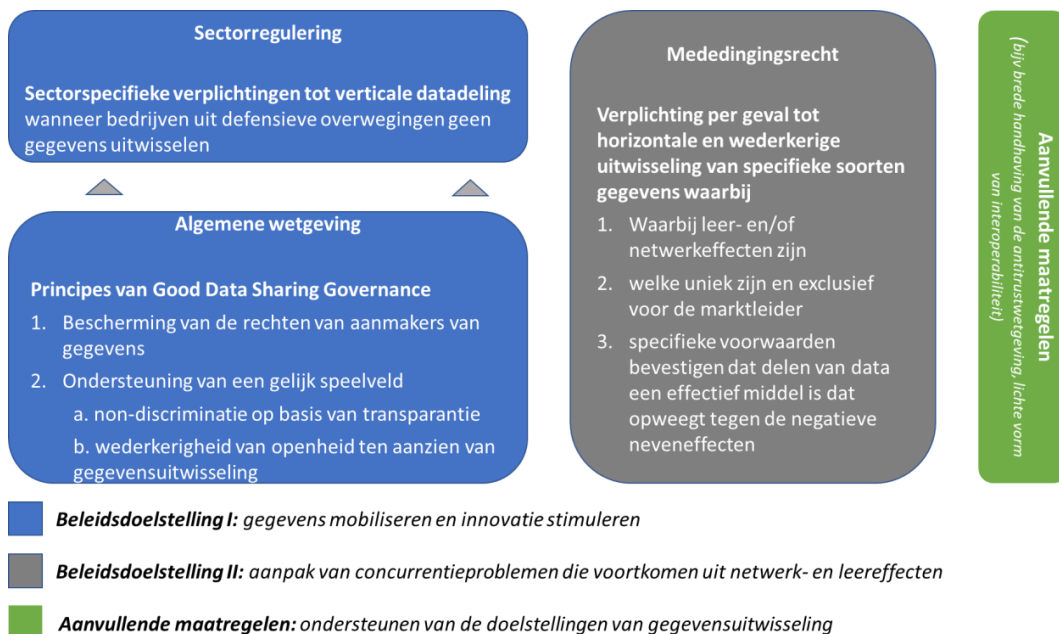 Sectorregulering
Sectorspecifieke verplichtingen tot verticale datadeling
wanneer bedrijven uit defensieve overwegingen geen
gegevens uitwisselen
Algemene wetgeving
Principes van Good Data Sharing Governance
1. Bescherming van de rechten van aanmakers van
gegevens
2. Ondersteuning van een gelijk speelveld
a. non-discriminatie op basis van transparantie
b. wederkerigheid van openheid ten aanzien van
gegevensuitwisseling
Mededingingsrecht
Verplichting per geval tot
horizontale en wederkerige
uitwisseling van specifieke soorten
gegevens waarbij
1. Waarbij leer- en/of
netwerkeffecten zijn
2. welke uniek zijn en exclusief
voor de marktleider
3. specifieke voorwaarden
bevestigen dat delen van data
een effectief middel is dat
opweegt tegen de negatieve
neveneffecten
Aanvullende maatregelen
(bijv brede handhaving van de antitrustwetgeving, lichte vorm
van interoperabiliteit)
Beleidsdoelstelling I: gegevens mobiliseren en innovatie stimuleren
Beleidsdoelstelling II: aanpak van concurrentieproblemen die voortkomen uit netwerk- en leereffecten
Aanvullende maatregelen: ondersteunen van de doelstellingen van gegevensuitwisseling